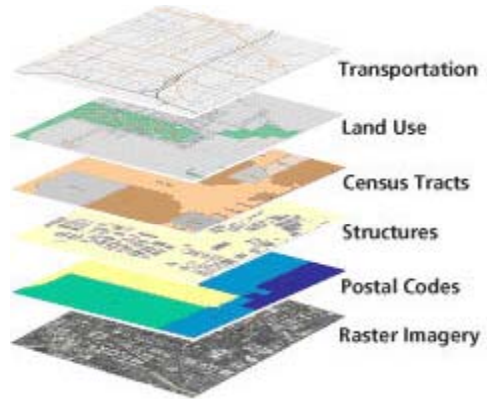 Transportation
Land Use
Census Tracts
Structures
Postal Codes
Raster Imagery